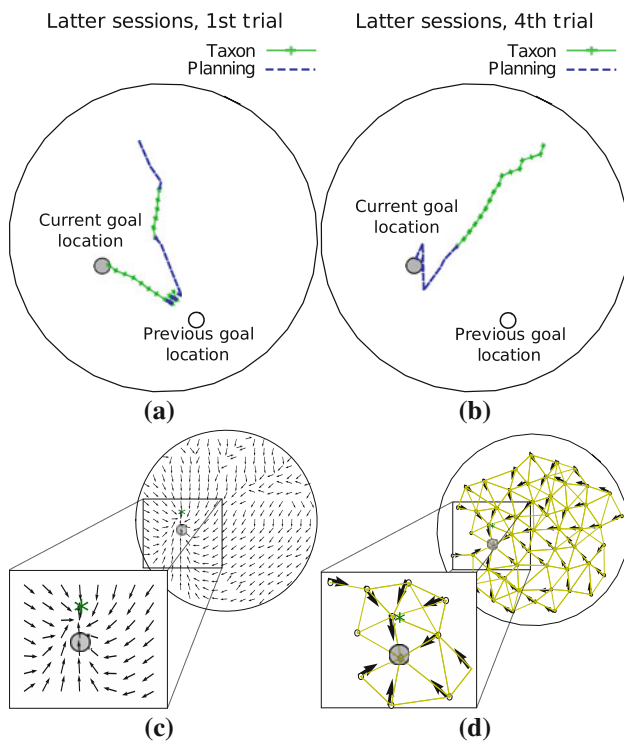 Latter sessions, 1st trial
Taxon
Planning
Current goal
location
Previous goal
location
(a)
Latter sessions, 4th trial
Taxon
Planning
Current goal
location
Previous goal
location
(b)
(c)
(d)